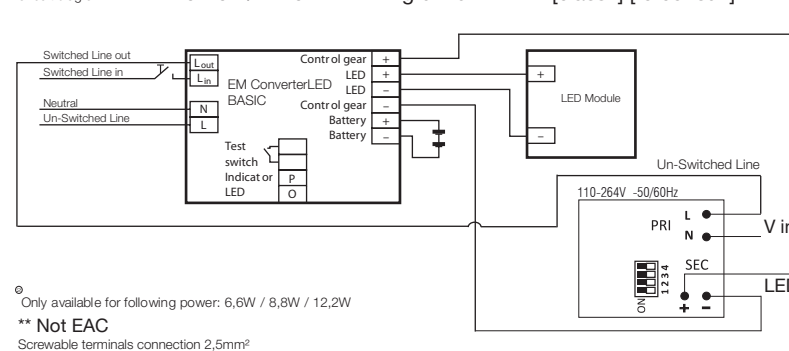 Switched Line out
Switched Line in
Neutral
Un-Switched Line
Lout
Lin
N
L
EM ConverterLED
BASIC
Test
switch
Indicator
LED
P
O
Control gear +
LED +
LED –
Control gear –
Battery +
Battery –
+
LED Module
–
Un-Switched Line
110-264V -50/60Hz
PRI
L
N
V in
SEC
LED
ON
1 2 3 4
+ –
Only available for following power: 6,6W / 8,8W / 12,2W
** Not EAC
Screwable terminals connection 2,5mm²